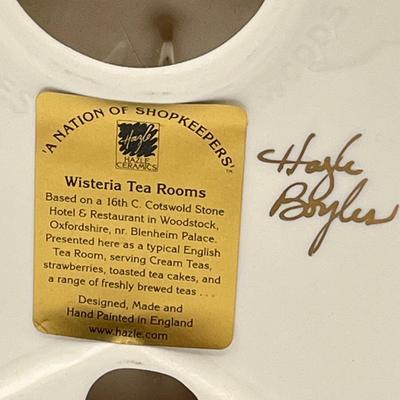 'A NATION OF SHOPKEEPERS'™
Hazle
HAZLE
CERAMICS
Wisteria Tea Rooms
Based on a 16th C. Cotswold Stone
Hotel & Restaurant in Woodstock,
Oxfordshire, nr. Blenheim Palace.
Presented here as a typical English
Tea Room, serving Cream Teas,
strawberries, toasted tea cakes, and
a range of freshly brewed teas . . .
Designed, Made and
Hand Painted in England
www.hazle.com
Hazle
Boyles